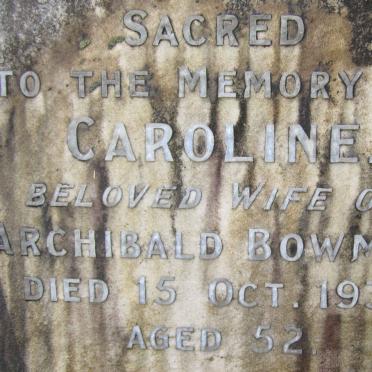 SACRED
TO THE MEMORY
CAROLINE.
BELOVED WIFE
ARCHIBALD
DIED 15 OCT.
AGED 52.